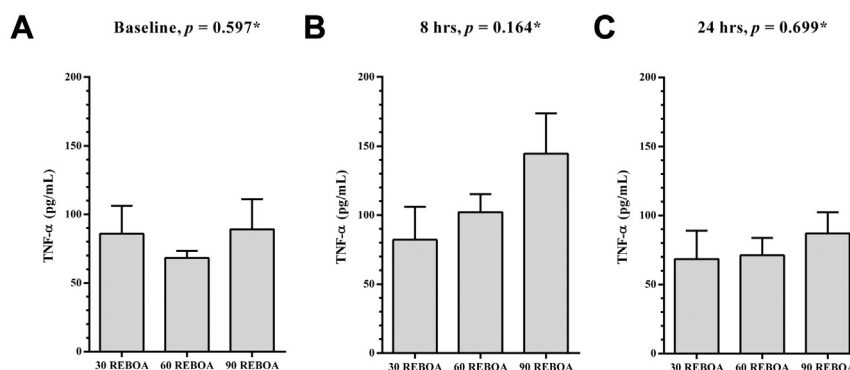 A Baseline, p = 0.597*
B 8 hrs, p = 0.164*
C 24 hrs, p = 0.699*
TNF-α (pg/mL)
200
150
100
50
0
30 REBOA 60 REBOA 90 REBOA
TNF-α (pg/mL)
200
150
100
50
0
30 REBOA 60 REBOA 90 REBOA
TNF-α (pg/mL)
200
150
100
50
0
30 REBOA 60 REBOA 90 REBOA